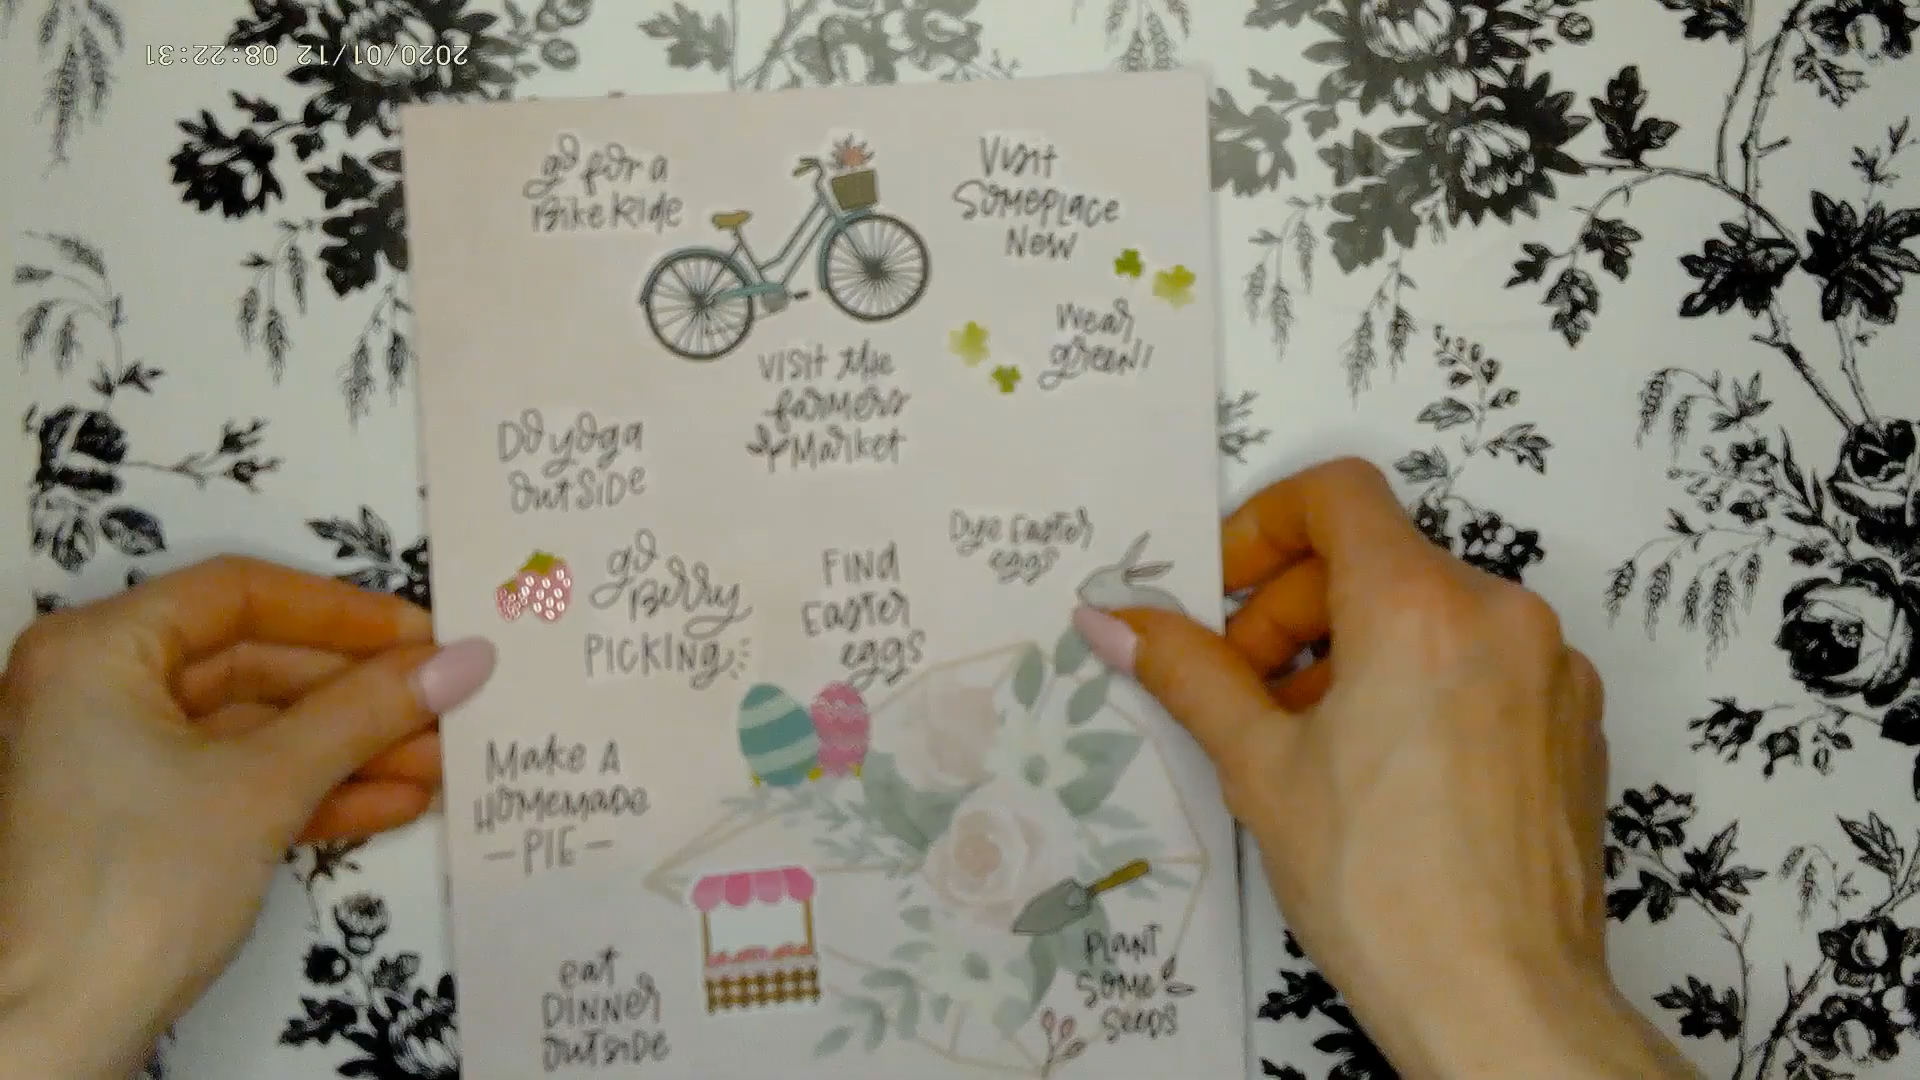 2020/01/12 08:22:31
go for a
Bike Ride
Visit
Someplace
New
Wear
green!
Visit the
farmers
Market
Do yoga
Outside
go
Berry
Picking
Find
Easter
eggs
Dye Easter
eggs
Make A
Homemade
- Pie -
eat
Dinner
Outside
Plant
Some
Seeds